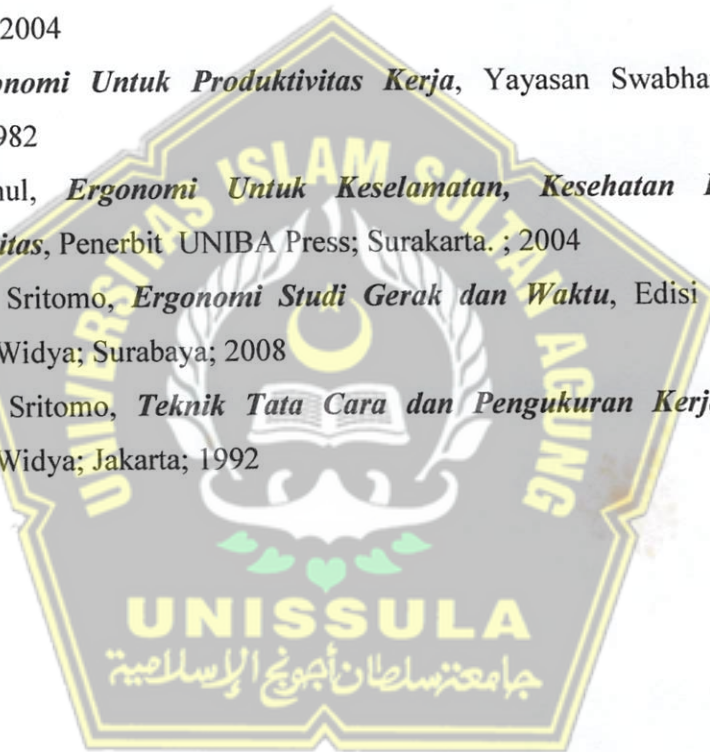 2004
onomi Untuk Produktivitas Kerja, Yayasan Swabha
982
nul, Ergonomi Untuk Keselamatan, Kesehatan
itas, Penerbit UNIBA Press; Surakarta. ; 2004
Sritomo, Ergonomi Studi Gerak dan Waktu, Edisi
Widya; Surabaya; 2008
Sritomo, Teknik Tata Cara dan Pengukuran Kerja
Widya; Jakarta; 1992
UNIVERSITAS ISLAM SULTAN AGUNG
UNISSULA
جامعة سلطان أجونج الإسلامية